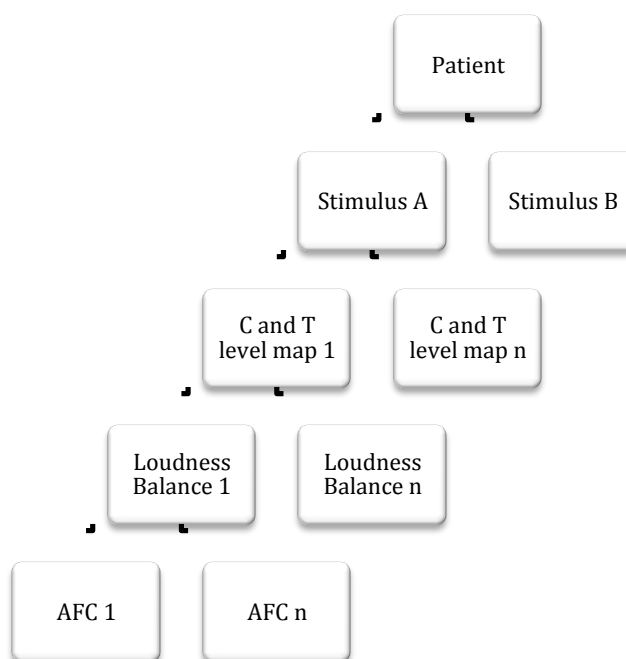 Patient
Stimulus A
Stimulus B
C and T
level map 1
C and T
level map n
Loudness
Balance 1
Loudness
Balance n
AFC 1
AFC n